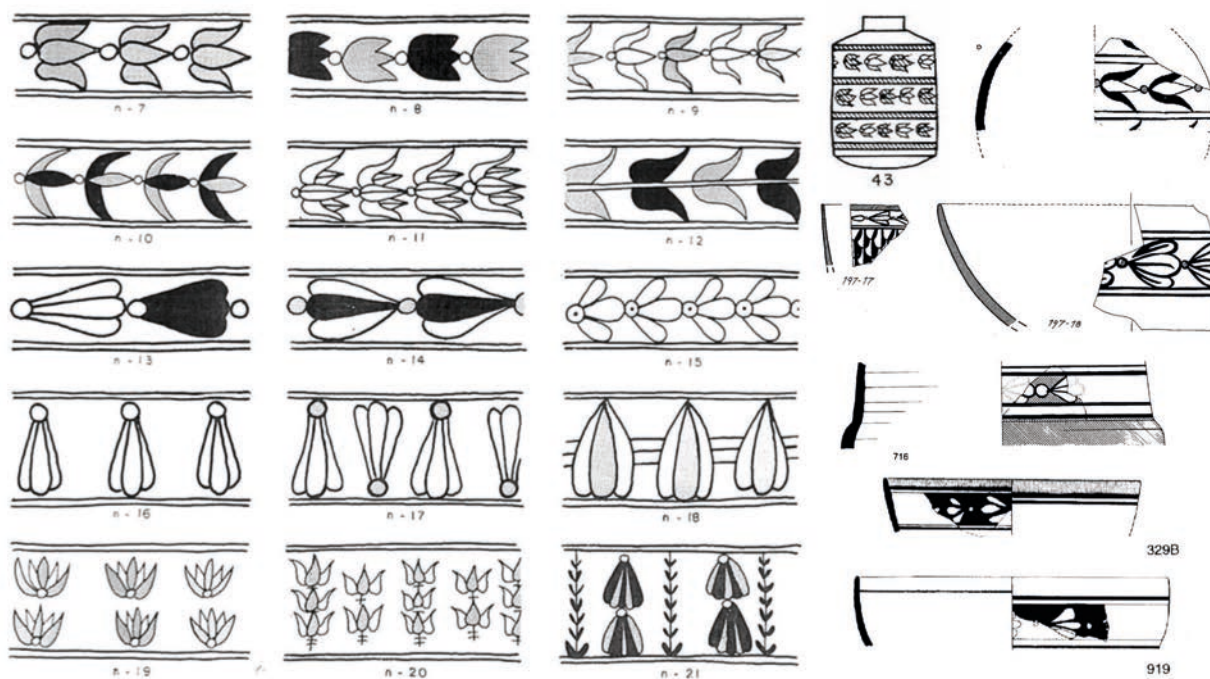 n - 7
n - 8
n - 9
43
n - 10
n - 11
n - 12
197-17
197-18
n - 13
n - 14
n - 15
n - 16
n - 17
n - 18
716
329B
n - 19
n - 20
n - 21
919